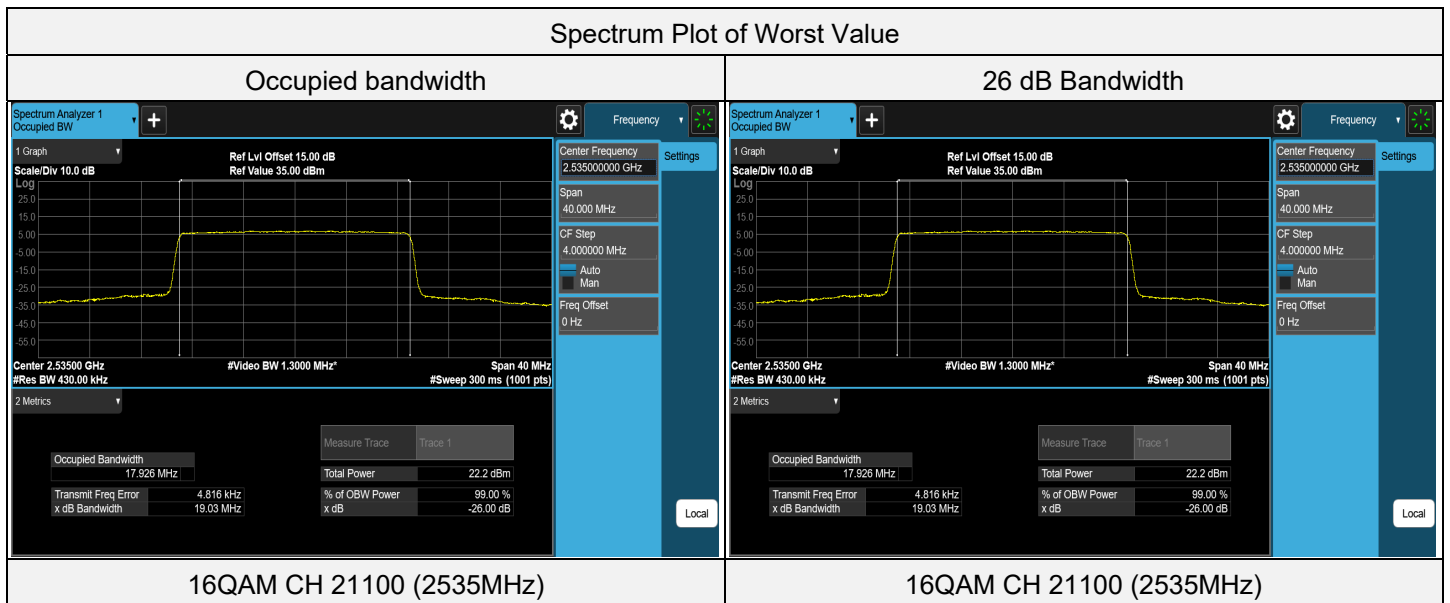 Spectrum Plot of Worst Value
Occupied bandwidth
26 dB Bandwidth
Spectrum Analyzer 1
Occupied BW
+
Frequency
1 Graph
Scale/Div 10.0 dB
Ref Lvl Offset 15.00 dB
Ref Value 35.00 dBm
Log
25.0
15.0
5.00
-5.00
-15.0
-25.0
-35.0
-45.0
-55.0
Center 2.53500 GHz
#Res BW 430.00 kHz
#Video BW 1.3000 MHz*
Span 40 MHz
#Sweep 300 ms (1001 pts)
Center Frequency
2.535000000 GHz
Span
40.000 MHz
CF Step
4.000000 MHz
Auto
Man
Freq Offset
0 Hz
Settings
Local
2 Metrics
Measure Trace Trace 1
Occupied Bandwidth
17.926 MHz
Total Power 22.2 dBm
Transmit Freq Error 4.816 kHz
% of OBW Power 99.00 %
x dB Bandwidth 19.03 MHz
x dB -26.00 dB
Spectrum Analyzer 1
Occupied BW
+
Frequency
1 Graph
Scale/Div 10.0 dB
Ref Lvl Offset 15.00 dB
Ref Value 35.00 dBm
Log
25.0
15.0
5.00
-5.00
-15.0
-25.0
-35.0
-45.0
-55.0
Center 2.53500 GHz
#Res BW 430.00 kHz
#Video BW 1.3000 MHz*
Span 40 MHz
#Sweep 300 ms (1001 pts)
Center Frequency
2.535000000 GHz
Span
40.000 MHz
CF Step
4.000000 MHz
Auto
Man
Freq Offset
0 Hz
Settings
Local
2 Metrics
Measure Trace Trace 1
Occupied Bandwidth
17.926 MHz
Total Power 22.2 dBm
Transmit Freq Error 4.816 kHz
% of OBW Power 99.00 %
x dB Bandwidth 19.03 MHz
x dB -26.00 dB
16QAM CH 21100 (2535MHz)
16QAM CH 21100 (2535MHz)